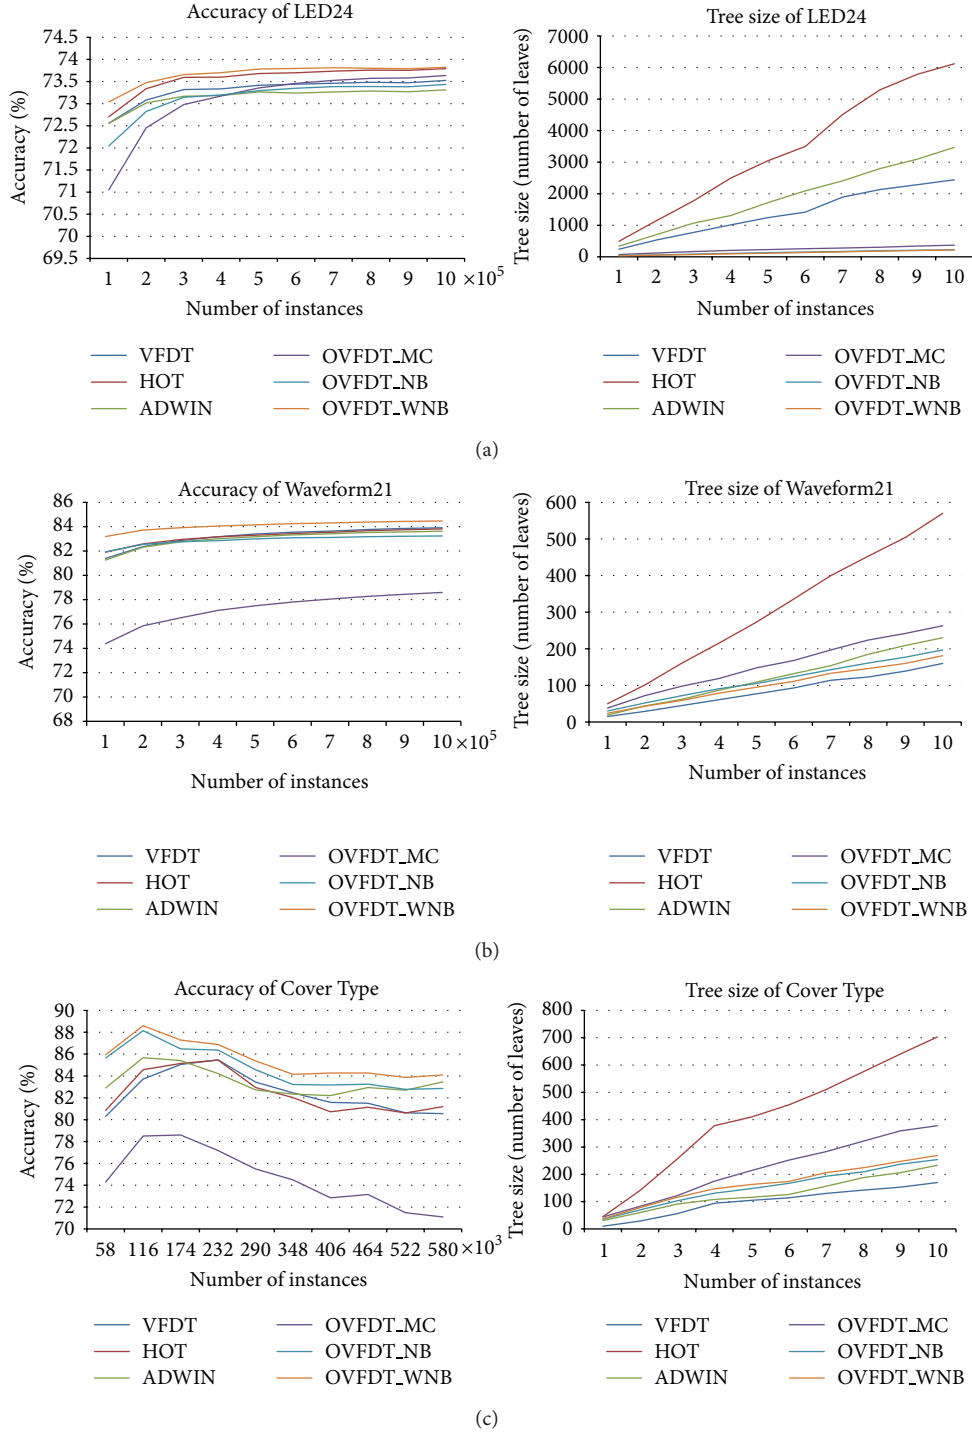 Accuracy of LED24
Accuracy (%)
74.5
74
73.5
73
72.5
72
71.5
71
70.5
70
69.5
1 2 3 4 5 6 7 8 9 10 ×10⁵
Number of instances
VFDT
HOT
ADWIN
OVFDT_MC
OVFDT_NB
OVFDT_WNB
Tree size of LED24
Tree size (number of leaves)
7000
6000
5000
4000
3000
2000
1000
0
1 2 3 4 5 6 7 8 9 10
Number of instances
VFDT
HOT
ADWIN
OVFDT_MC
OVFDT_NB
OVFDT_WNB
(a)
Accuracy of Waveform21
Accuracy (%)
86
84
82
80
78
76
74
72
70
68
1 2 3 4 5 6 7 8 9 10 ×10⁵
Number of instances
VFDT
HOT
ADWIN
OVFDT_MC
OVFDT_NB
OVFDT_WNB
Tree size of Waveform21
Tree size (number of leaves)
600
500
400
300
200
100
0
1 2 3 4 5 6 7 8 9 10
Number of instances
VFDT
HOT
ADWIN
OVFDT_MC
OVFDT_NB
OVFDT_WNB
(b)
Accuracy of Cover Type
Accuracy (%)
90
88
86
84
82
80
78
76
74
72
70
58 116 174 232 290 348 406 464 522 580 ×10³
Number of instances
VFDT
HOT
ADWIN
OVFDT_MC
OVFDT_NB
OVFDT_WNB
Tree size of Cover Type
Tree size (number of leaves)
800
700
600
500
400
300
200
100
0
1 2 3 4 5 6 7 8 9 10
Number of instances
VFDT
HOT
ADWIN
OVFDT_MC
OVFDT_NB
OVFDT_WNB
(c)